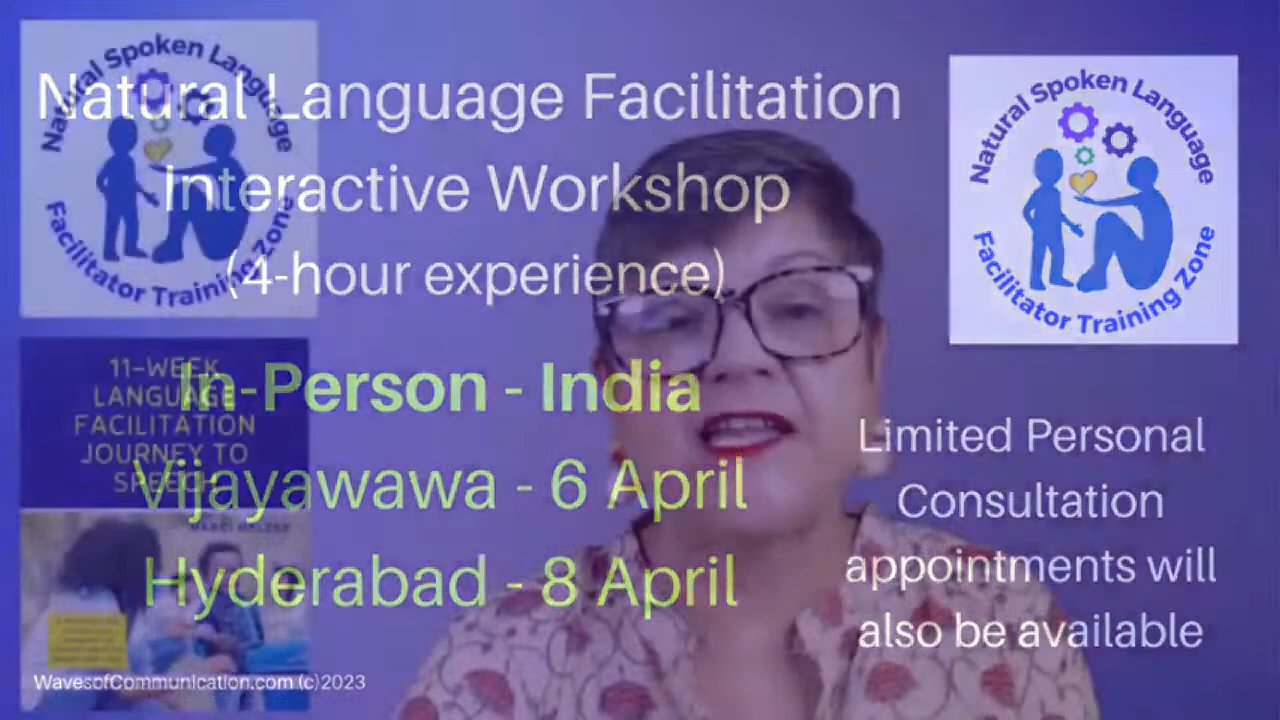 Natural Spoken Language
Facilitator Training Zone
Natural Language Facilitation
Interactive Workshop
(4-hour experience)
In-Person - India
Vijayawawa - 6 April
Hyderabad - 8 April
11-WEEK
LANGUAGE
FACILITATION
JOURNEY TO
SPEECH
Natural Spoken Language
Facilitator Training Zone
Limited Personal
Consultation
appointments will
also be available
WavesofCommunication.com (c)2023